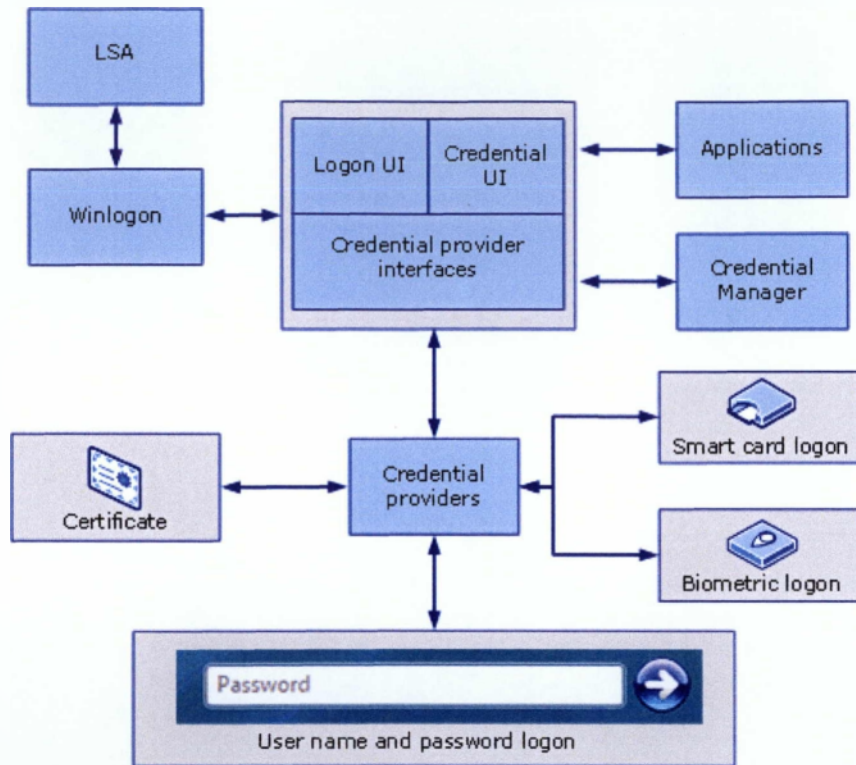 LSA
Winlogon
Logon UI
Credential
UI
Credential provider
interfaces
Applications
Credential
Manager
Certificate
Credential
providers
Smart card logon
Biometric logon
Password
User name and password logon